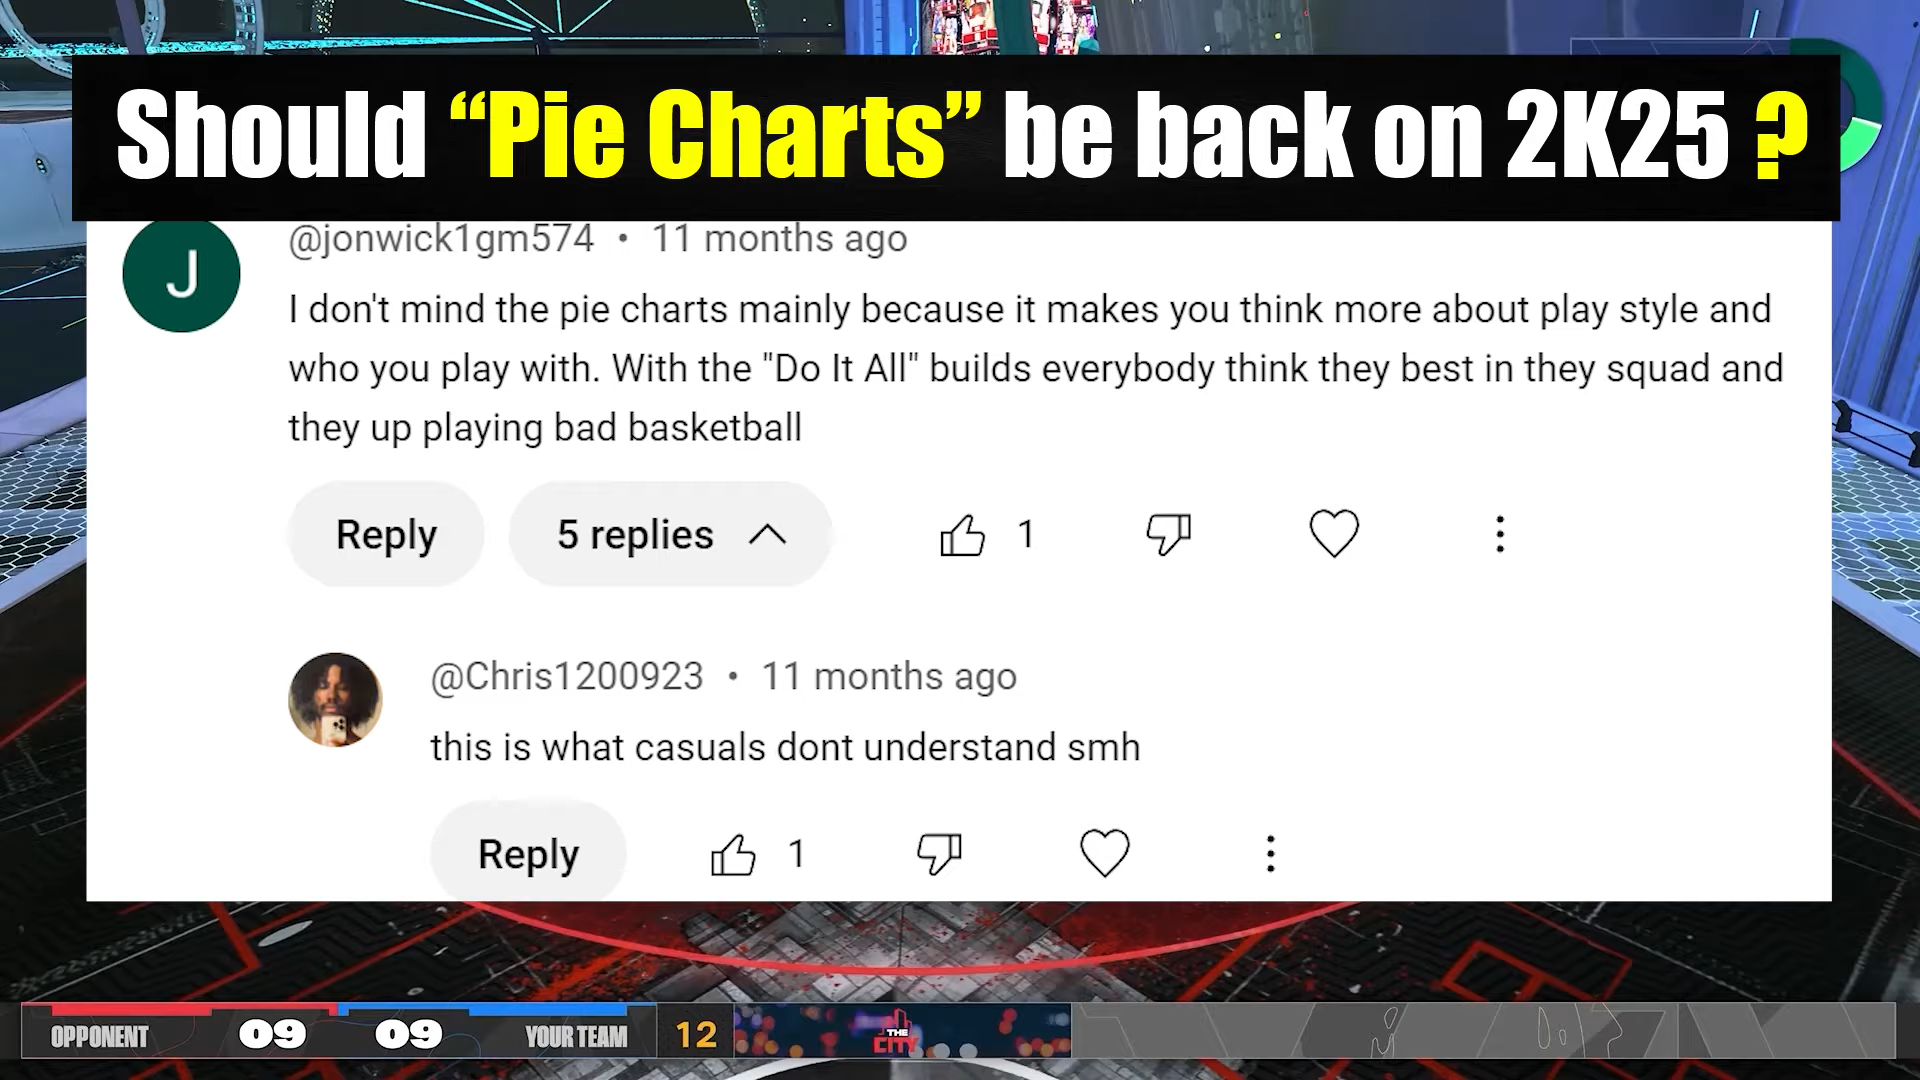 Should “Pie Charts” be back on 2K25 ?
J
@jonwick1gm574 • 11 months ago
I don't mind the pie charts mainly because it makes you think more about play style and
who you play with. With the "Do It All" builds everybody think they best in they squad and
they up playing bad basketball
Reply
5 replies
1
@Chris1200923 • 11 months ago
this is what casuals dont understand smh
Reply
1
OPPONENT 09 09 YOUR TEAM 12 THE
CITY